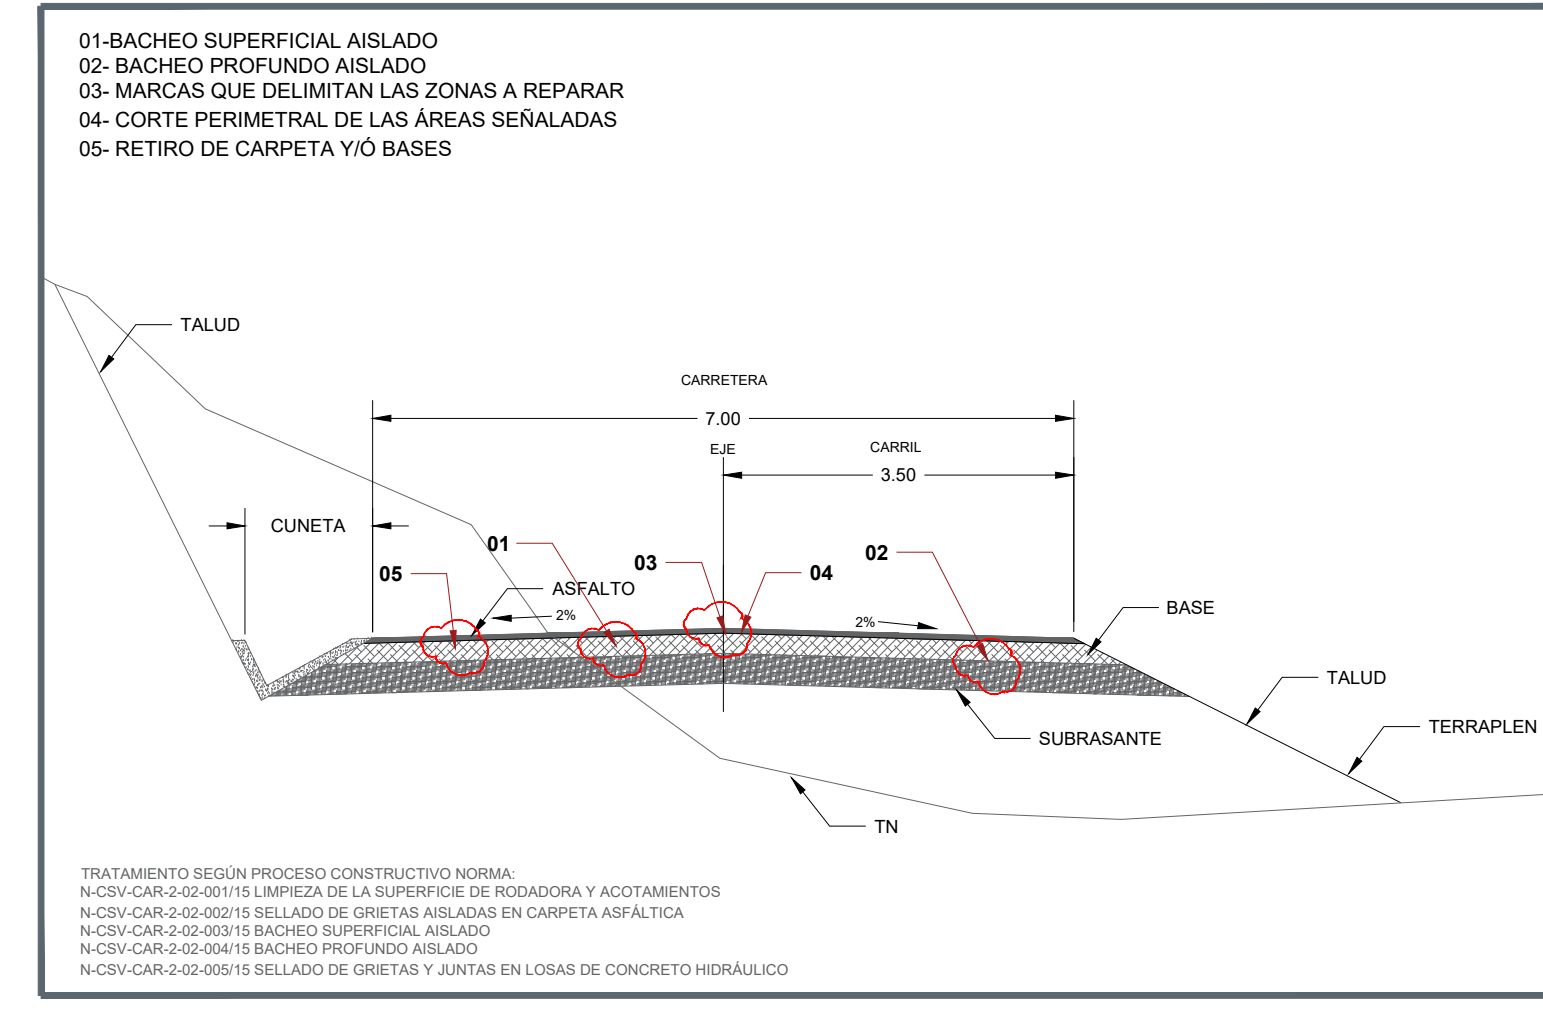 01-BACHEO SUPERFICIAL AISLADO
02- BACHEO PROFUNDO AISLADO
03- MARCAS QUE DELIMITAN LAS ZONAS A REPARAR
04- CORTE PERIMETRAL DE LAS ÁREAS SEÑALADAS
05- RETIRO DE CARPETA Y/Ó BASES
TALUD
CARRETERA
7.00
EJE
CARRIL
3.50
CUNETA
01
03
02
05
04
ASFALTO
2%
2%
BASE
TALUD
SUBRASANTE
TERRAPLEN
TN
TRATAMIENTO SEGÚN PROCESO CONSTRUCTIVO NORMA:
N-CSV-CAR-2-02-001/15 LIMPIEZA DE LA SUPERFICIE DE RODADORA Y ACOTAMIENTOS
N-CSV-CAR-2-02-002/15 SELLADO DE GRIETAS AISLADAS EN CARPETA ASFÁLTICA
N-CSV-CAR-2-02-003/15 BACHEO SUPERFICIAL AISLADO
N-CSV-CAR-2-02-004/15 BACHEO PROFUNDO AISLADO
N-CSV-CAR-2-02-005/15 SELLADO DE GRIETAS Y JUNTAS EN LOSAS DE CONCRETO HIDRÁULICO